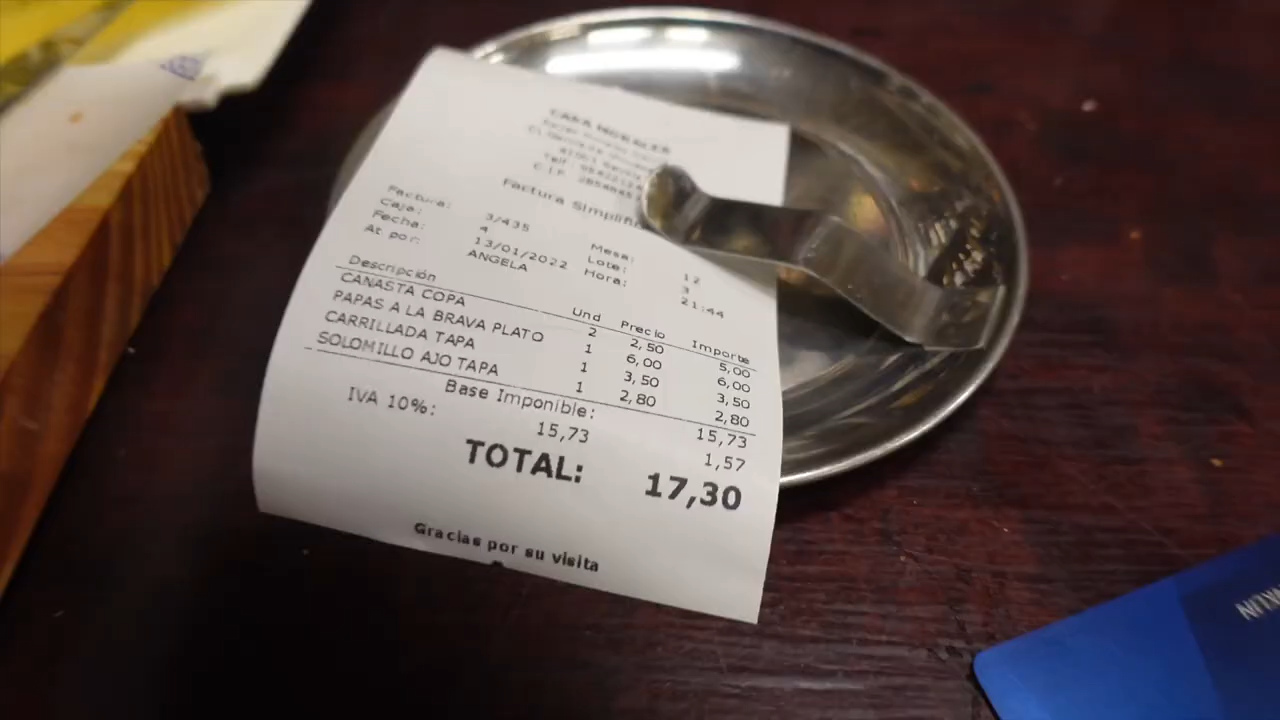 CASA MORALES
Factura Simplific
Factura: 3/435 Mesa: 12
Caja: 4 Lote: 3
Fecha: 13/01/2022 Hora: 21:44
At por: ANGELA
Descripción Und Precio Importe
CANASTA COPA 2 2,50 5,00
PAPAS A LA BRAVA PLATO 1 6,00 6,00
CARRILLADA TAPA 1 3,50 3,50
SOLOMILLO AJO TAPA 1 2,80 2,80
Base Imponible: 15,73
IVA 10%: 15,73 1,57
TOTAL: 17,30
Gracias por su visita
KLIN